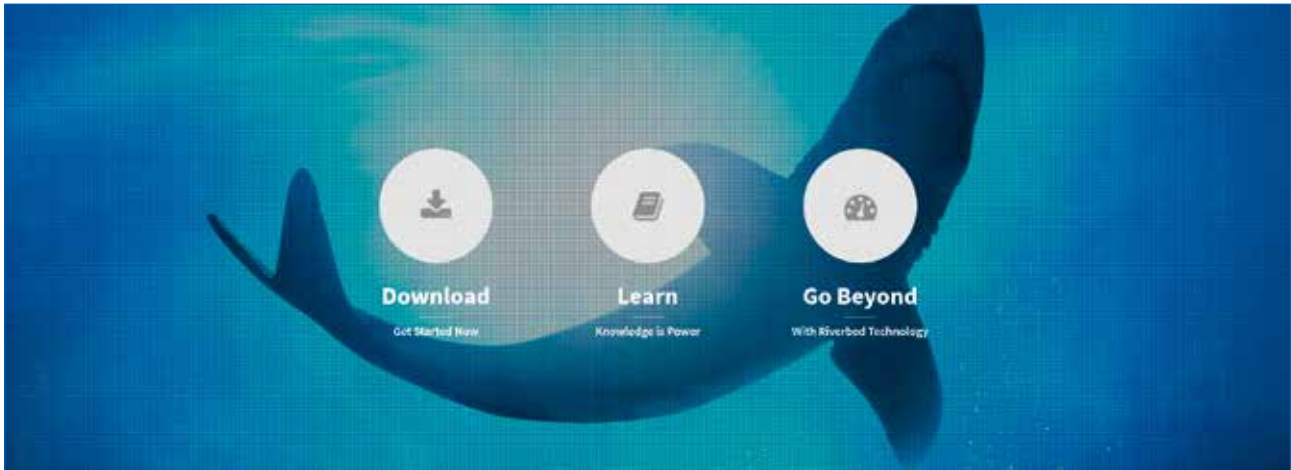 Download
Get Started Now
Learn
Knowledge is Power
Go Beyond
With Riverbed Technology